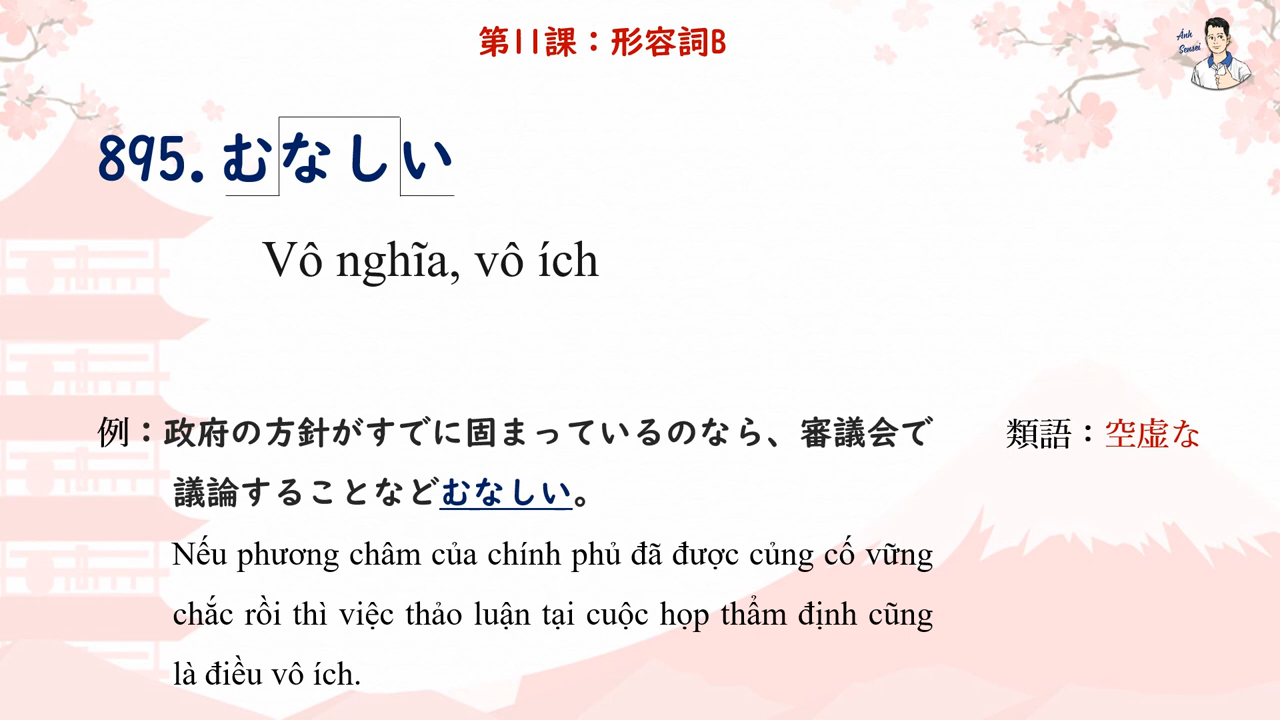 第11課：形容詞B
Anh
Sensei
895. むなしい
Vô nghĩa, vô ích
例：政府の方針がすでに固まっているのなら、審議会で
議論することなどむなしい。
類語：空虚な
Nếu phương châm của chính phủ đã được củng cố vững
chắc rồi thì việc thảo luận tại cuộc họp thẩm định cũng
là điều vô ích.